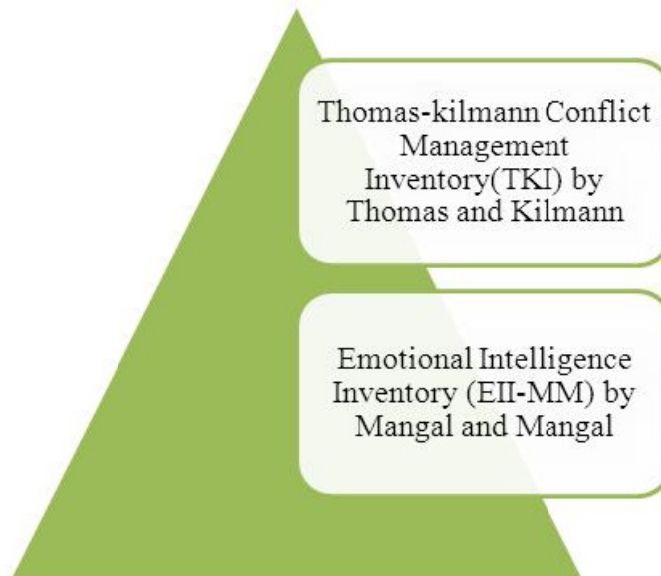 Thomas-kilmann Conflict
Management
Inventory(TKI) by
Thomas and Kilmann
Emotional Intelligence
Inventory (EII-MM) by
Mangal and Mangal